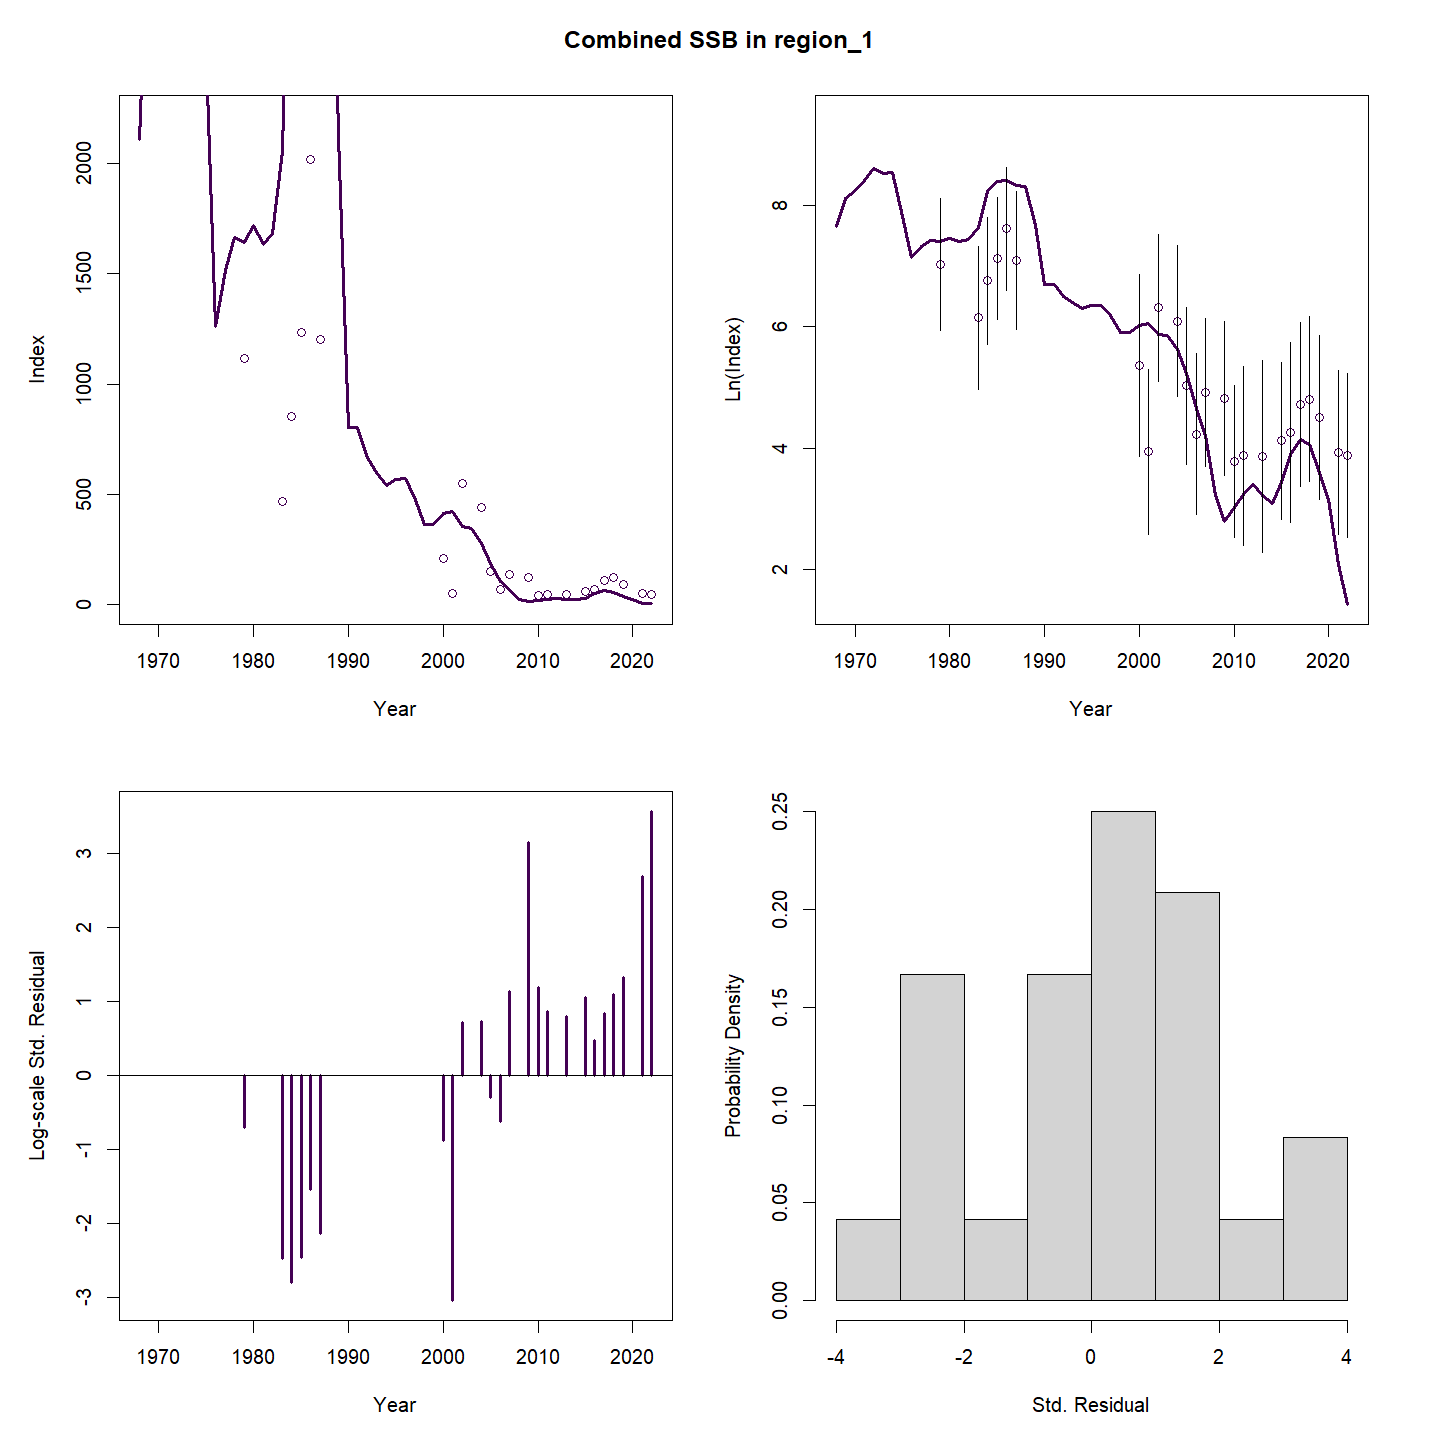 Combined SSB in region_1
Index
0 500 1000 1500 2000
1970 1980 1990 2000 2010 2020
Year
Ln(Index)
2 4 6 8
1970 1980 1990 2000 2010 2020
Year
Log-scale Std. Residual
-3 -2 -1 0 1 2 3
1970 1980 1990 2000 2010 2020
Year
Probability Density
0.00 0.05 0.10 0.15 0.20 0.25
-4 -2 0 2 4
Std. Residual